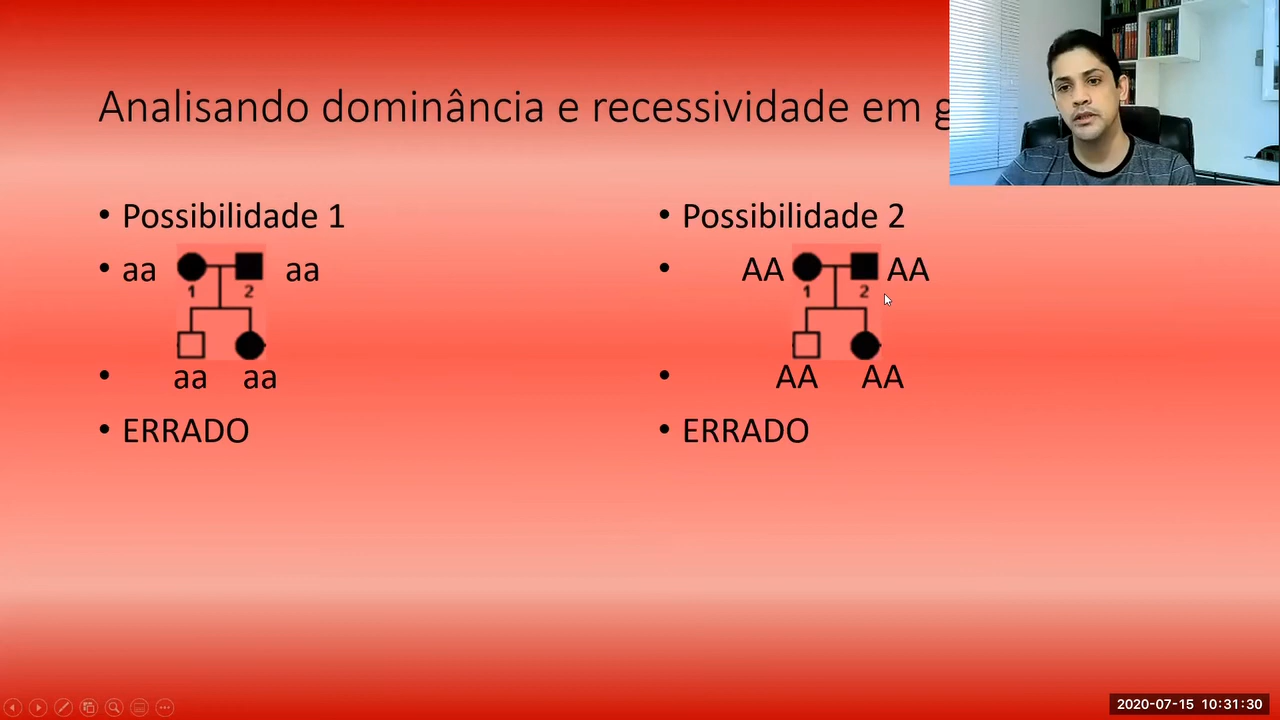 Analisando dominância e recessividade em g
• Possibilidade 1
• aa aa
1 2
• aa aa
• ERRADO
• Possibilidade 2
• AA AA
1 2
• AA AA
• ERRADO
2020-07-15 10:31:30